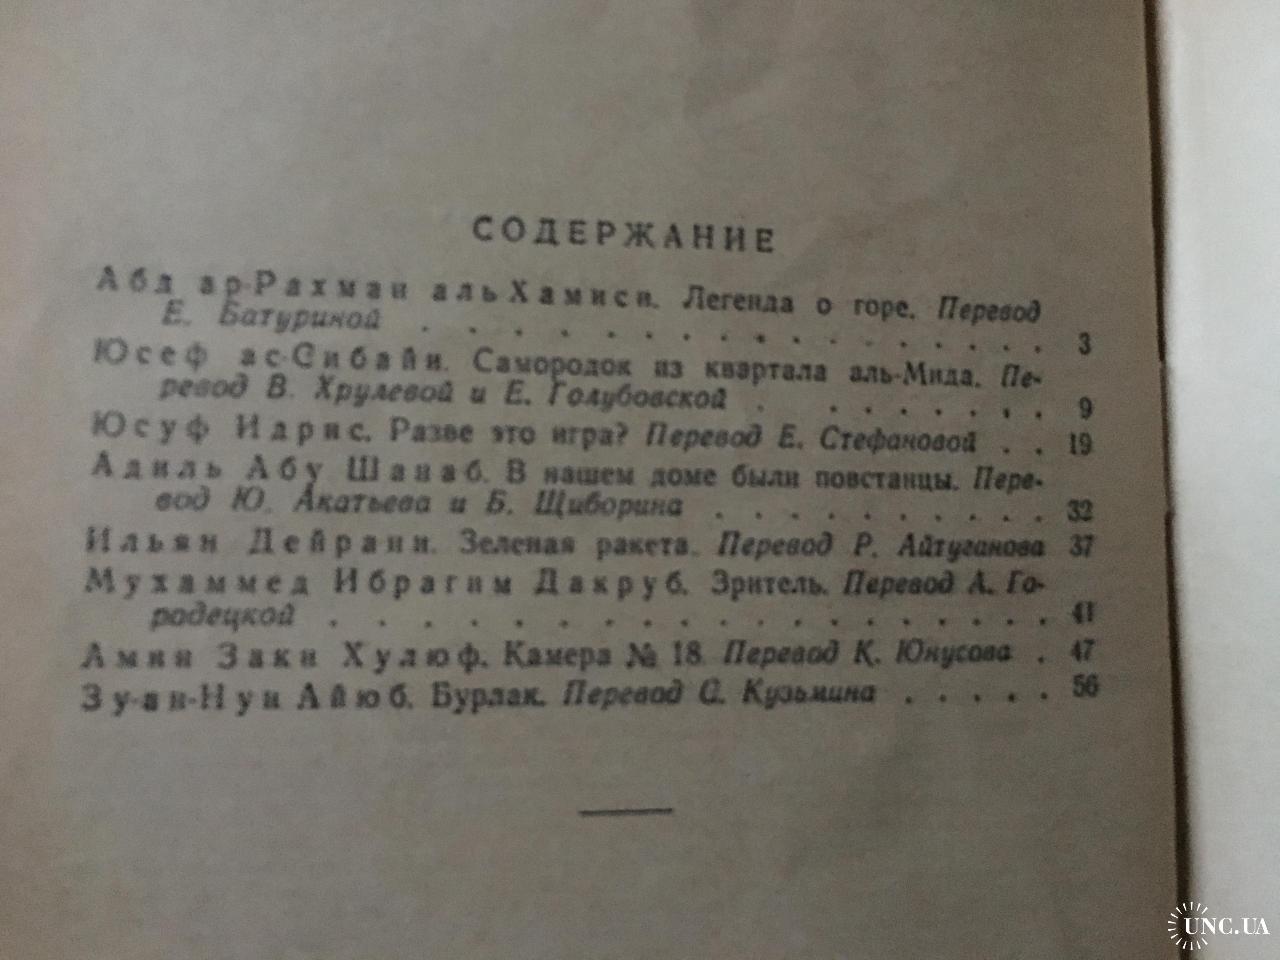 СОДЕРЖАНИЕ
Абд ар-Рахман аль Хамиси. Легенда о горе. Перевод
Е. Батуриной . . . . . . . . . . . . . . . . 3
Юсеф ас-Сибайи. Самородок из квартала аль-Мида. Пе-
ревод В. Хрулевой и Е. Голубовской . . . . . . . 9
Юсуф Идрис. Разве это игра? Перевод Е. Стефановой . . 19
Адиль Абу Шанаб. В нашем доме были повстанцы. Пере-
вод Ю. Акатьева и Б. Щиборина . . . . . . . . . . 32
Ильян Дейрани. Зеленая ракета. Перевод Р. Айтуганова 37
Мухаммед Ибрагим Дакруб. Зритель. Перевод А. Го-
родецкой . . . . . . . . . . . . . . . . . . 41
Амин Заки Хулюф. Камера № 18. Перевод К. Юнусова . 47
Зу-ан-Нун Айюб. Бурлак. Перевод С. Кузьмина . . . . . 56
UNC.UA